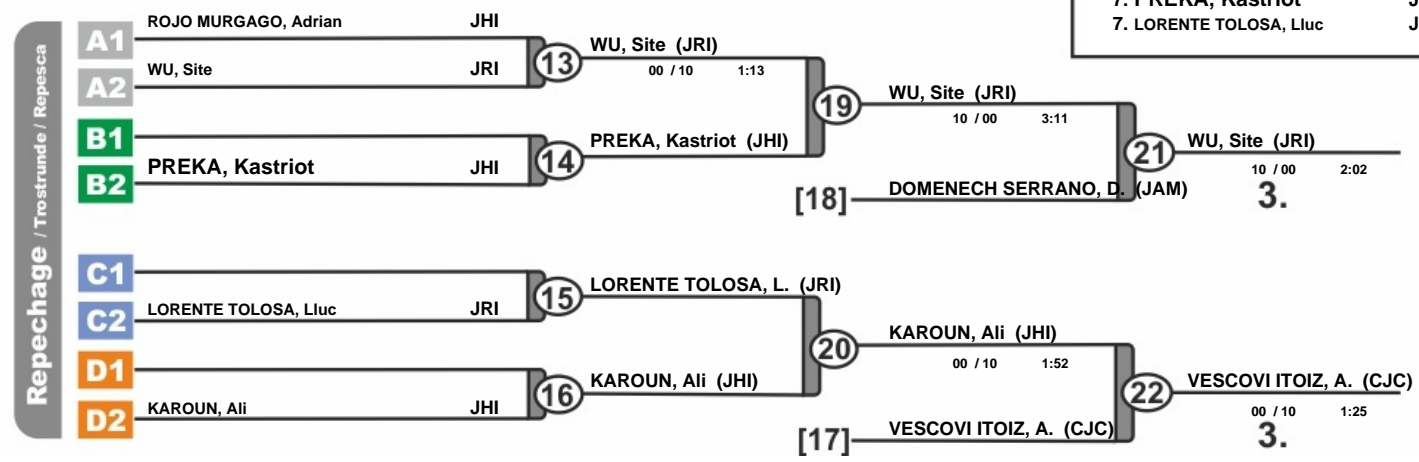 7. PREKA, Kastriot
7. LORENTE TOLOSA, Lluc
Repechage / Trostrunde / Repesca
A1 ROJO MURGAGO, Adrian JHI
A2 WU, Site JRI
13 WU, Site (JRI)
00 / 10 1:13
B1
B2 PREKA, Kastriot JHI
14 PREKA, Kastriot (JHI)
19 WU, Site (JRI)
10 / 00 3:11
[18] DOMENECH SERRANO, D. (JAM)
21 WU, Site (JRI)
10 / 00 2:02
3.
C1
C2 LORENTE TOLOSA, Lluc JRI
15 LORENTE TOLOSA, L. (JRI)
D1
D2 KAROUN, Ali JHI
16 KAROUN, Ali (JHI)
20 KAROUN, Ali (JHI)
00 / 10 1:52
[17] VESCOVI ITOIZ, A. (CJC)
22 VESCOVI ITOIZ, A. (CJC)
00 / 10 1:25
3.